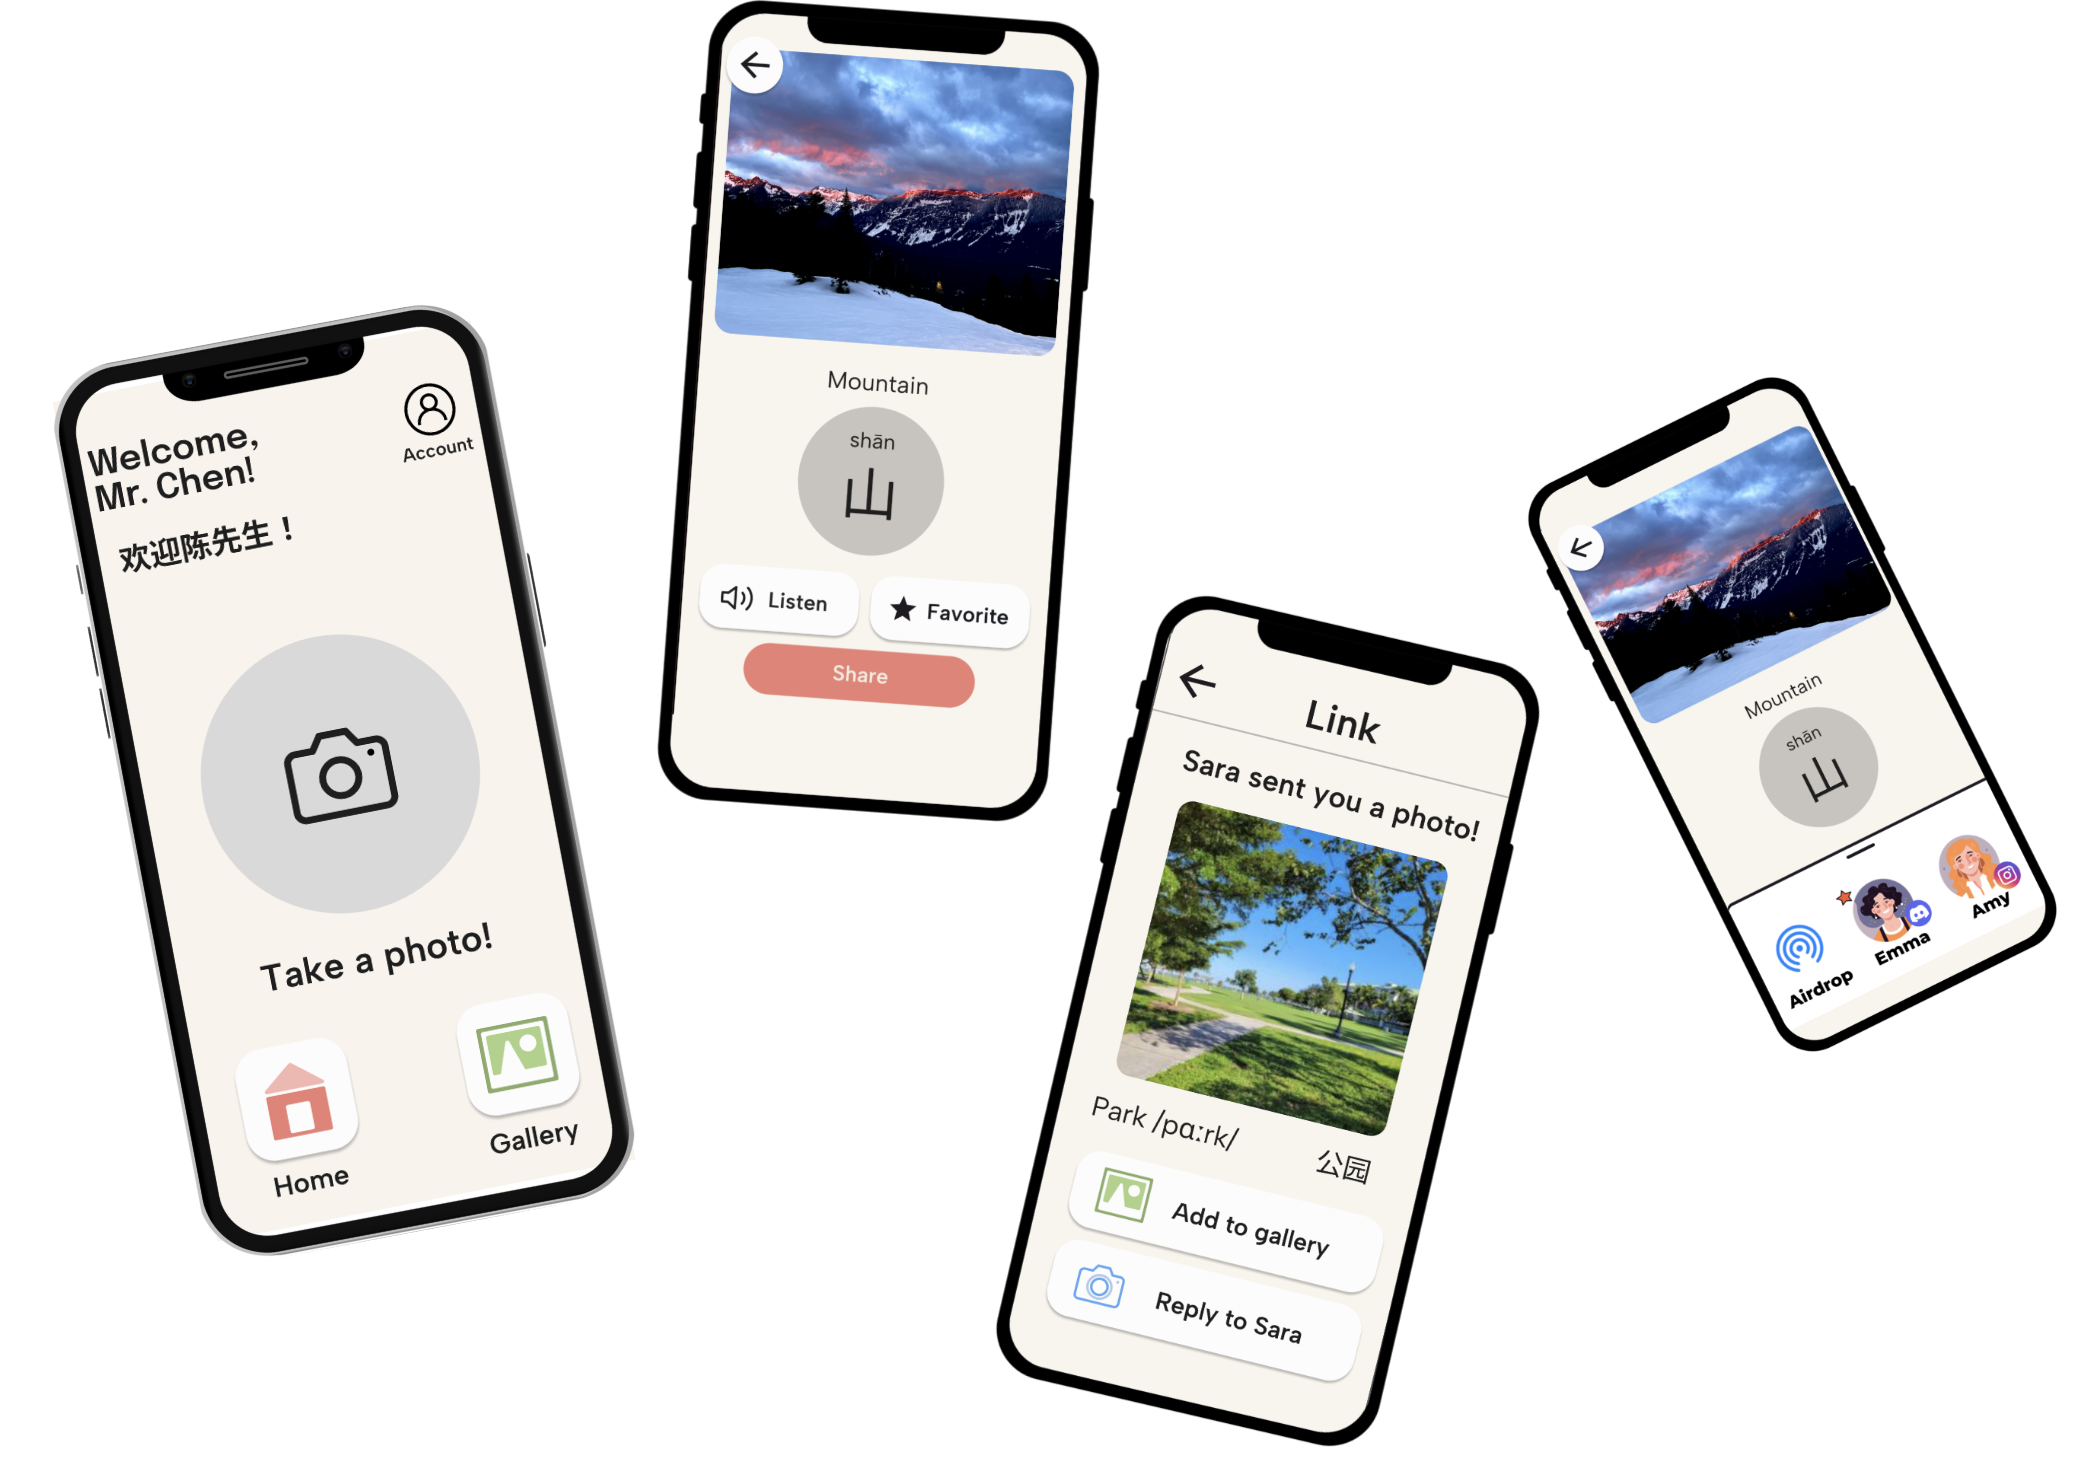 Welcome,
Mr. Chen!
Account
欢迎陈先生！
Take a photo!
Home
Gallery
Mountain
shān
山
Listen
Favorite
Share
Link
Sara sent you a photo!
Park /pɑːrk/
公园
Add to gallery
Reply to Sara
Mountain
shān
山
Airdrop
Emma
Amy